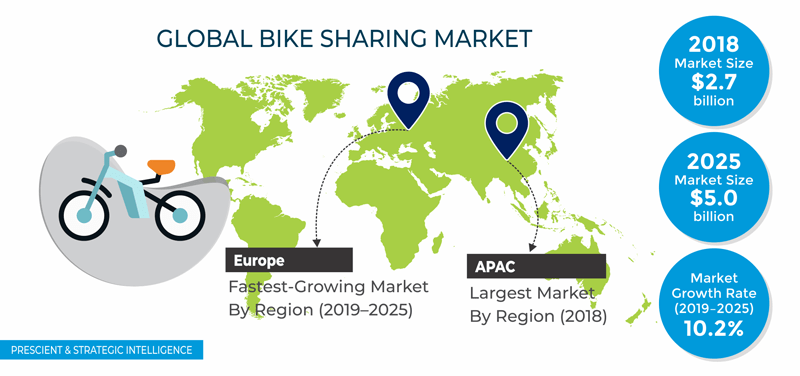 GLOBAL BIKE SHARING MARKET
2018
Market Size
$2.7
billion
2025
Market Size
$5.0
billion
Market
Growth Rate
(2019–2025)
10.2%
Europe
Fastest-Growing Market
By Region (2019–2025)
APAC
Largest Market
By Region (2018)
PRESCIENT & STRATEGIC INTELLIGENCE